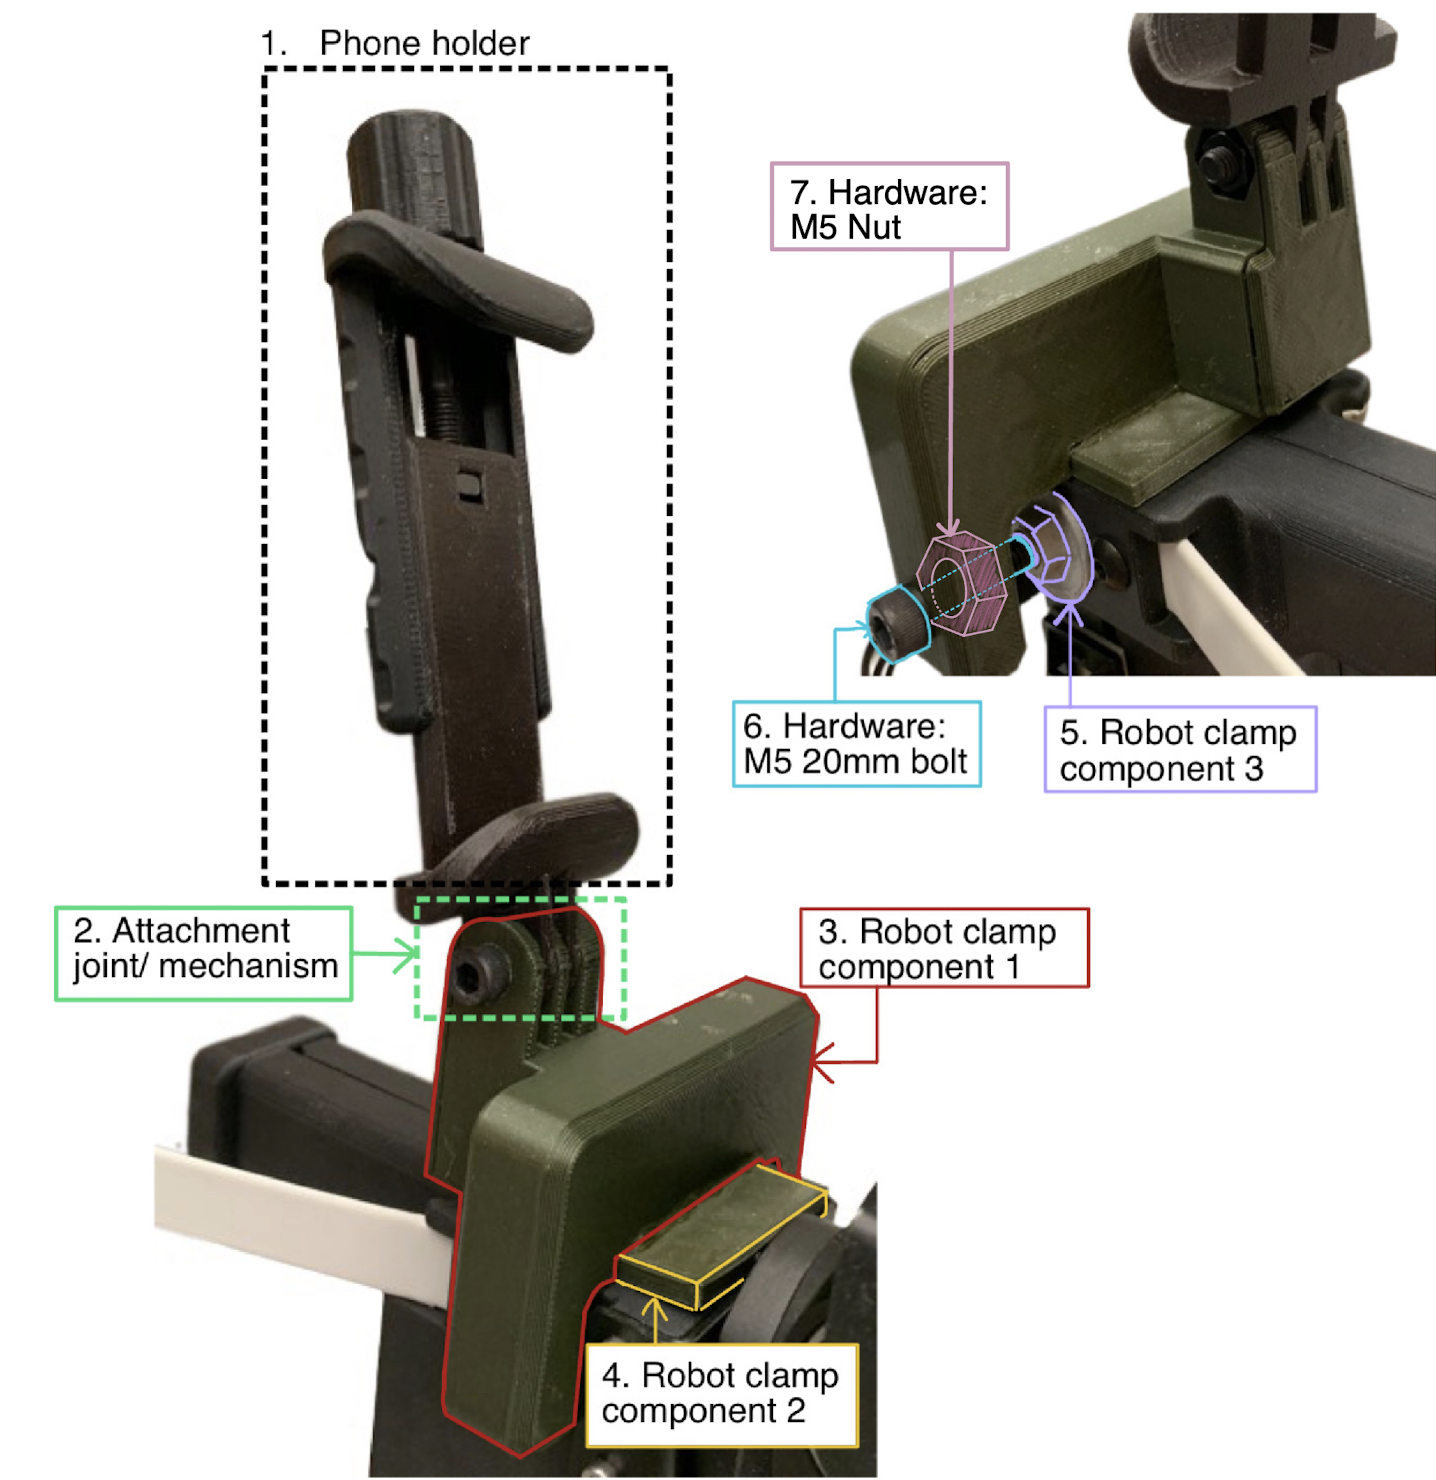 1. Phone holder
7. Hardware:
M5 Nut
6. Hardware:
M5 20mm bolt
5. Robot clamp
component 3
2. Attachment
joint/ mechanism
3. Robot clamp
component 1
4. Robot clamp
component 2